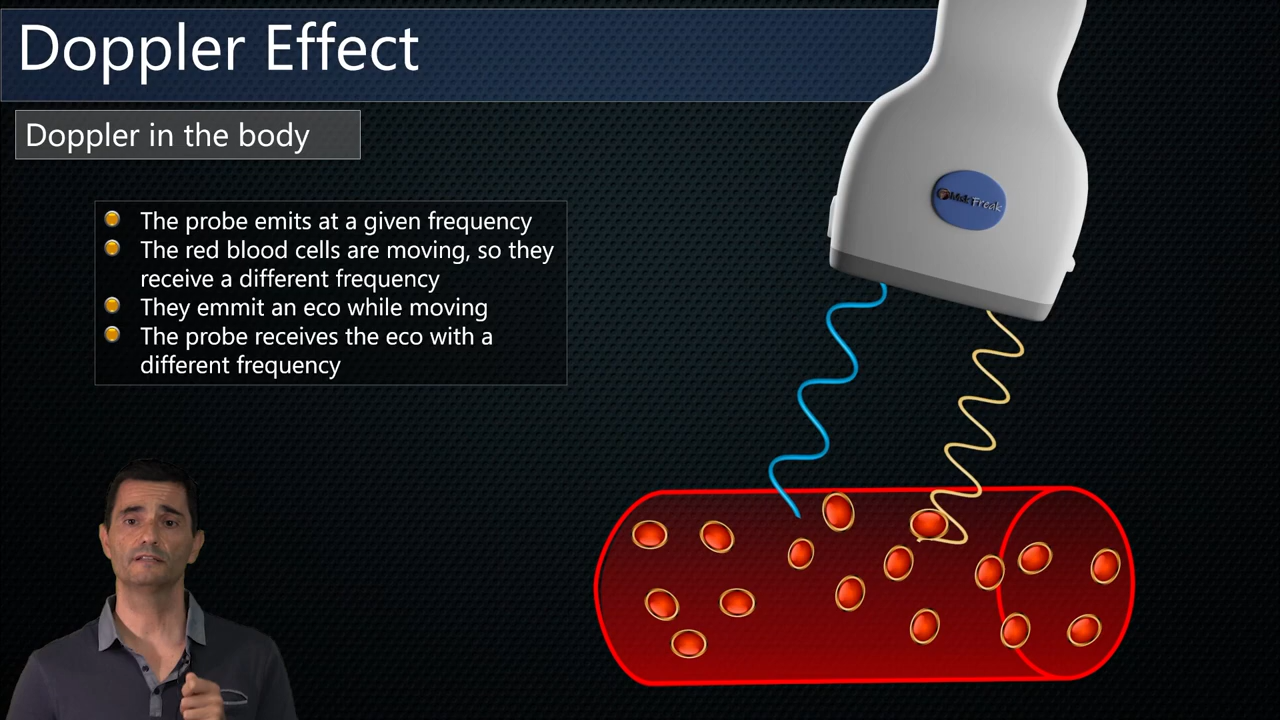 Doppler Effect
Doppler in the body
The probe emits at a given frequency
The red blood cells are moving, so they
receive a different frequency
They emmit an eco while moving
The probe receives the eco with a
different frequency
MskFreak